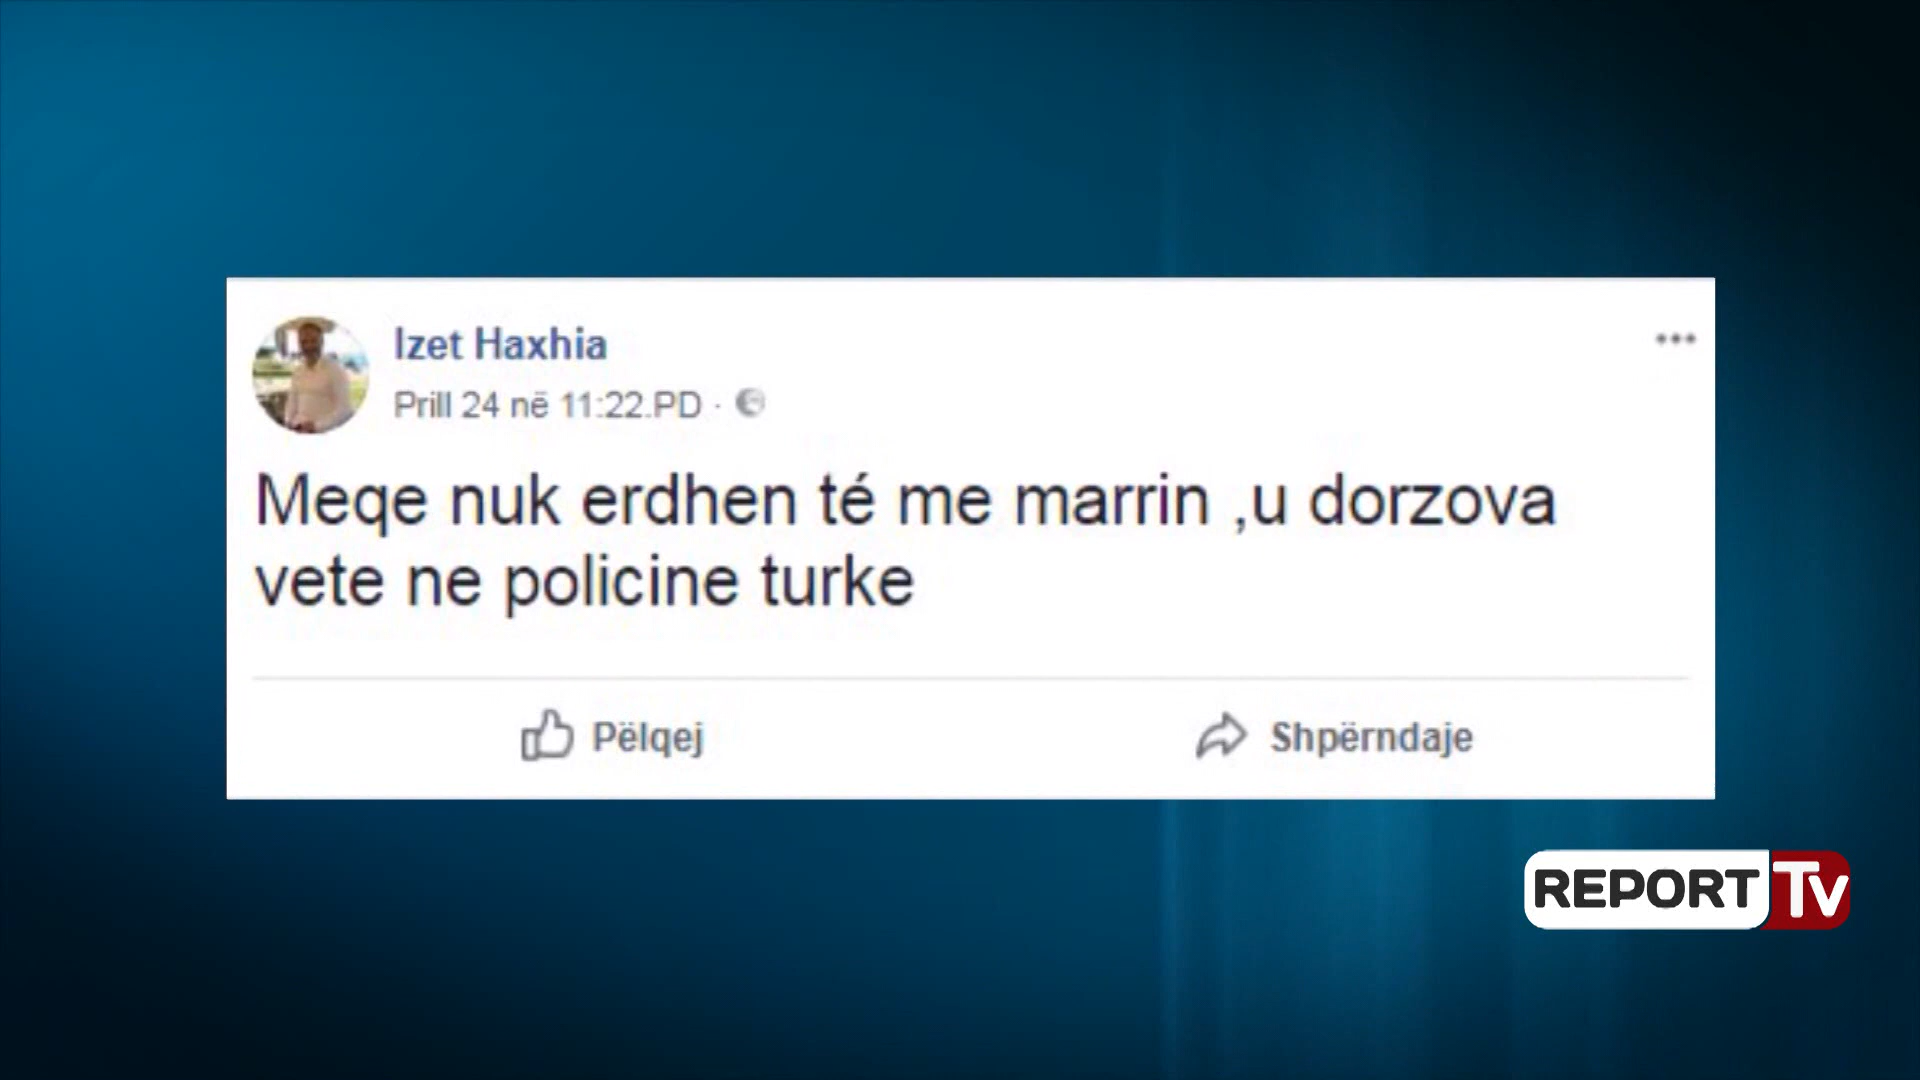 Izet Haxhia
Prill 24 në 11:22.PD ·
Meqe nuk erdhen té me marrin ,u dorzova
vete ne policine turke
Pëlqej
Shpërndaje
REPORT Tv